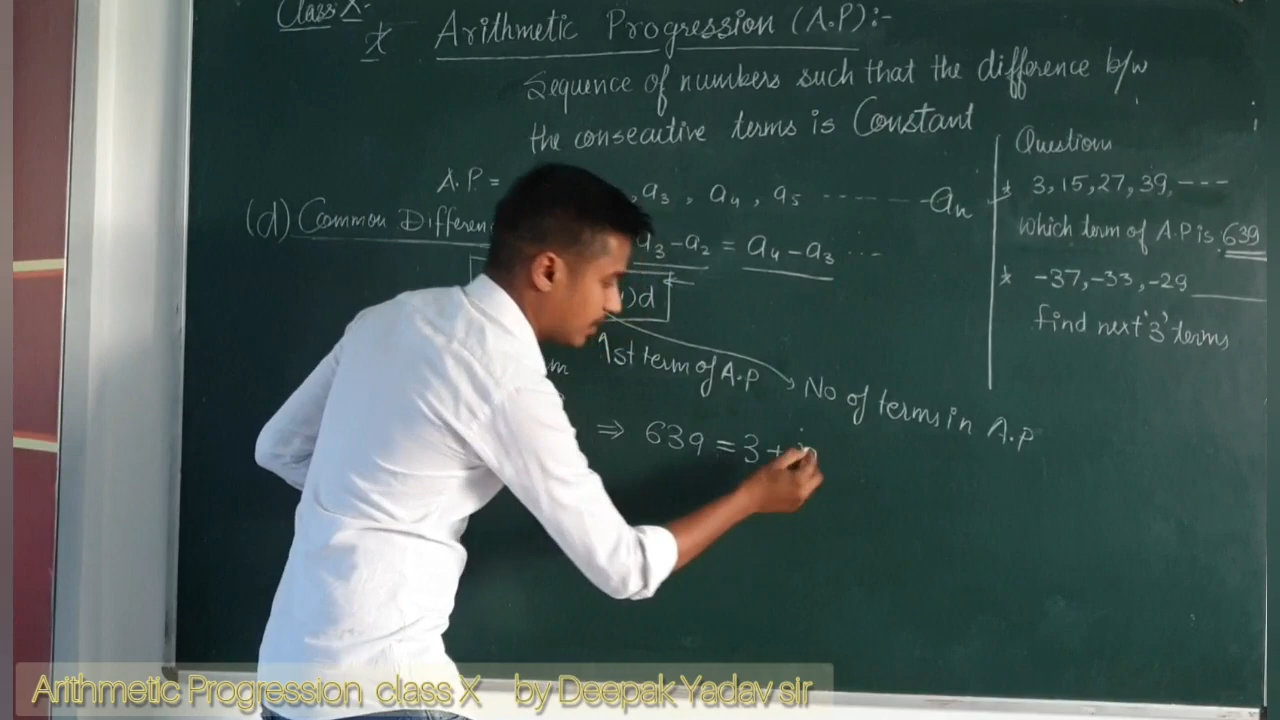 Class X.
* Arithmetic Progression (A.P):-
Sequence of numbers such that the difference b/w
the consecutive terms is Constant
A.P. = , a₃, a₄, a₅ ------- an
(d) Common Differen
a₃-a₂ = a₄-a₃ ...
)d
1st term of A.P
No of terms in A.P
⇒ 639 = 3 +
Questions
* 3, 15, 27, 39, ---
which term of A.P is 639
* -37, -33, -29
find next '3' terms
Arithmetic Progression class X by Deepak Yadav sir